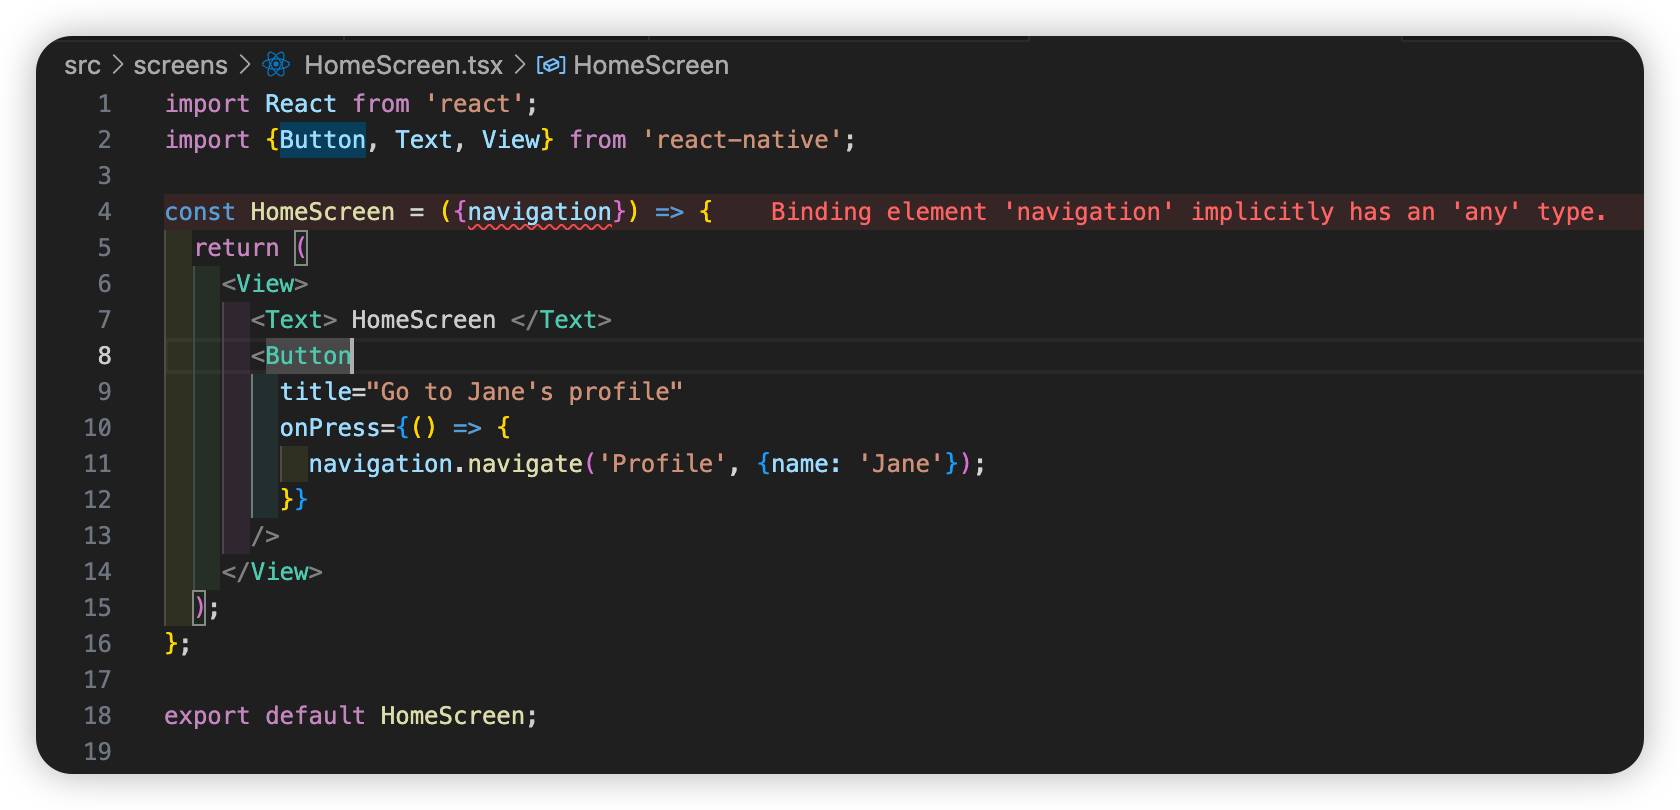 src > screens > HomeScreen.tsx > HomeScreen
1 import React from 'react';
2 import {Button, Text, View} from 'react-native';
3
4 const HomeScreen = ({navigation}) => { Binding element 'navigation' implicitly has an 'any' type.
5 return (
6 <View>
7 <Text> HomeScreen </Text>
8 <Button
9 title="Go to Jane's profile"
10 onPress={() => {
11 navigation.navigate('Profile', {name: 'Jane'});
12 }}
13 />
14 </View>
15 );
16 };
17
18 export default HomeScreen;
19